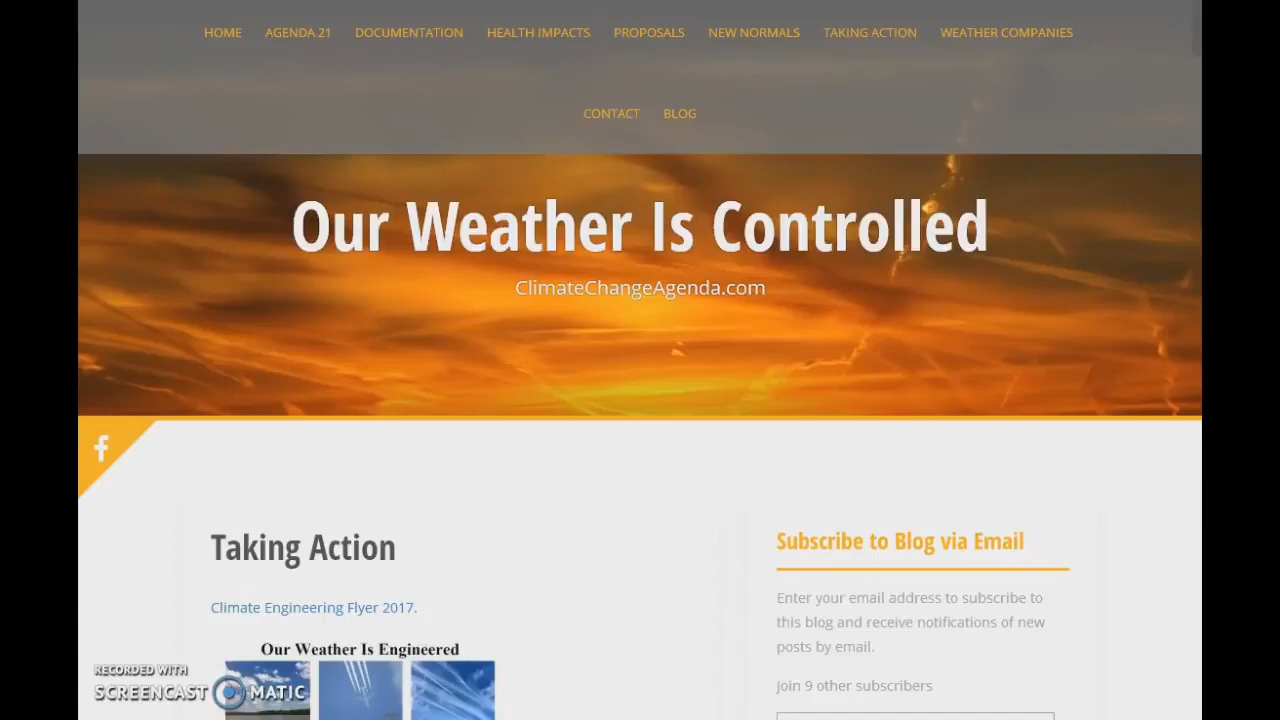 HOME AGENDA 21 DOCUMENTATION HEALTH IMPACTS PROPOSALS NEW NORMALS TAKING ACTION WEATHER COMPANIES
CONTACT BLOG
Our Weather Is Controlled
ClimateChangeAgenda.com
f
Taking Action
Climate Engineering Flyer 2017.
Our Weather Is Engineered
Subscribe to Blog via Email
Enter your email address to subscribe to
this blog and receive notifications of new
posts by email.
Join 9 other subscribers
RECORDED WITH
SCREENCAST MATIC